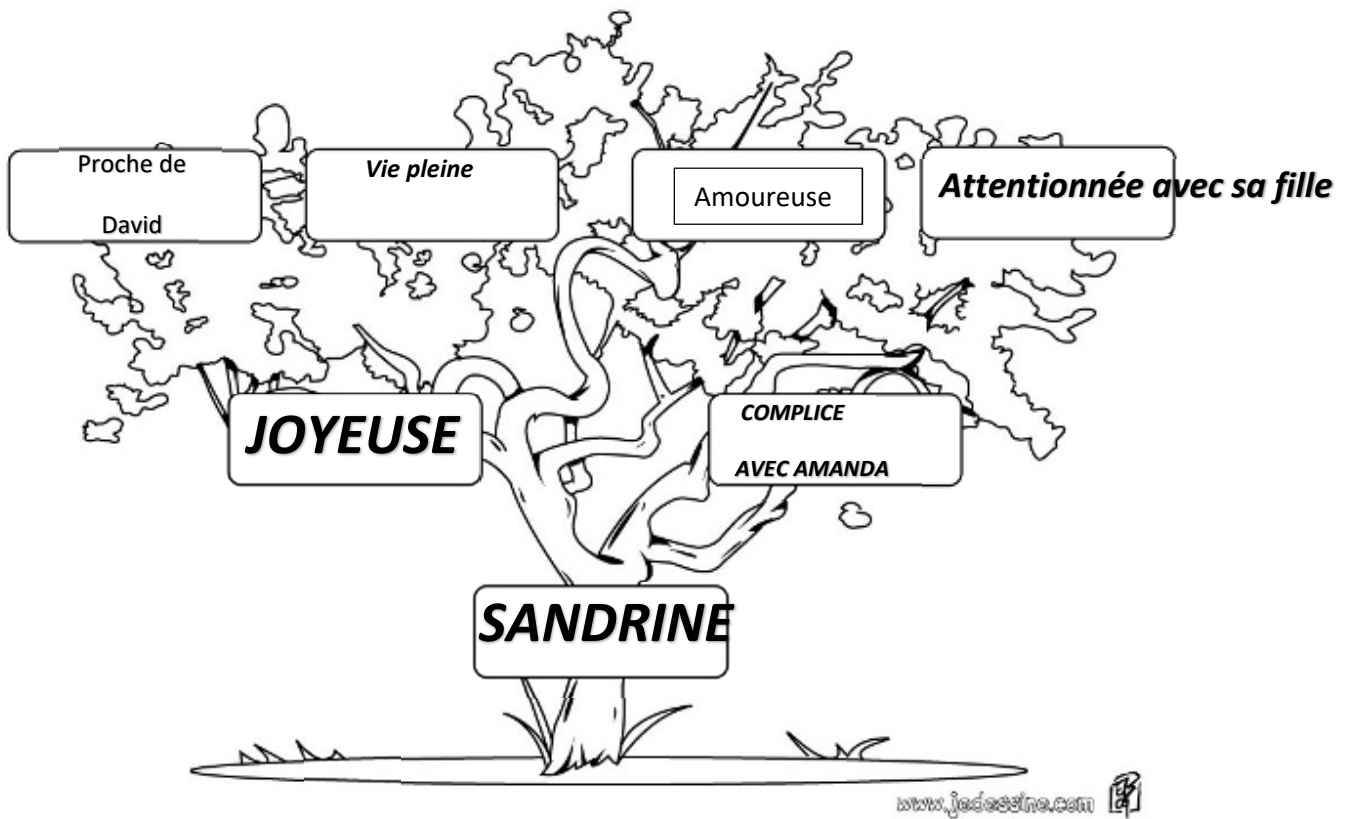 Proche de
David
Vie pleine
Amoureuse
Attentionnée avec sa fille
JOYEUSE
COMPLICE
AVEC AMANDA
SANDRINE
www.jedessine.com